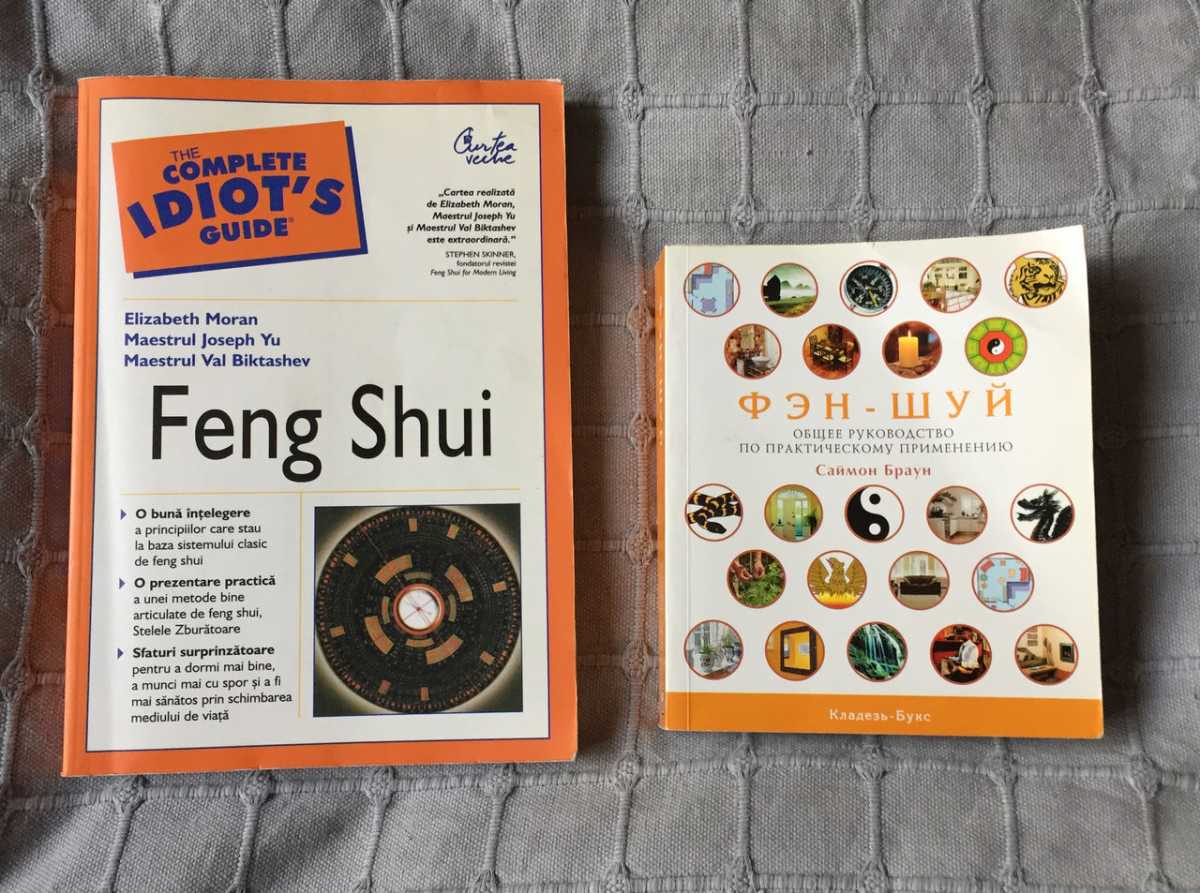 THE
COMPLETE
IDIOT'S
GUIDE®
Curtea
veche
„Cartea realizată
de Elizabeth Moran,
Maestrul Joseph Yu
și Maestrul Val Biktashev
este extraordinară.”
STEPHEN SKINNER,
fondatorul revistei
Feng Shui for Modern Living
Elizabeth Moran
Maestrul Joseph Yu
Maestrul Val Biktashev
Feng Shui
O bună înțelegere
a principiilor care stau
la baza sistemului clasic
de feng shui
O prezentare practică
a unei metode bine
articulate de feng shui,
Stelele Zburătoare
Sfaturi surprinzătoare
pentru a dormi mai bine,
a munci mai cu spor și a fi
mai sănătos prin schimbarea
mediului de viață
ФЭН-ШУЙ
ОБЩЕЕ РУКОВОДСТВО
ПО ПРАКТИЧЕСКОМУ ПРИМЕНЕНИЮ
Саймон Браун
Кладезь-Букс